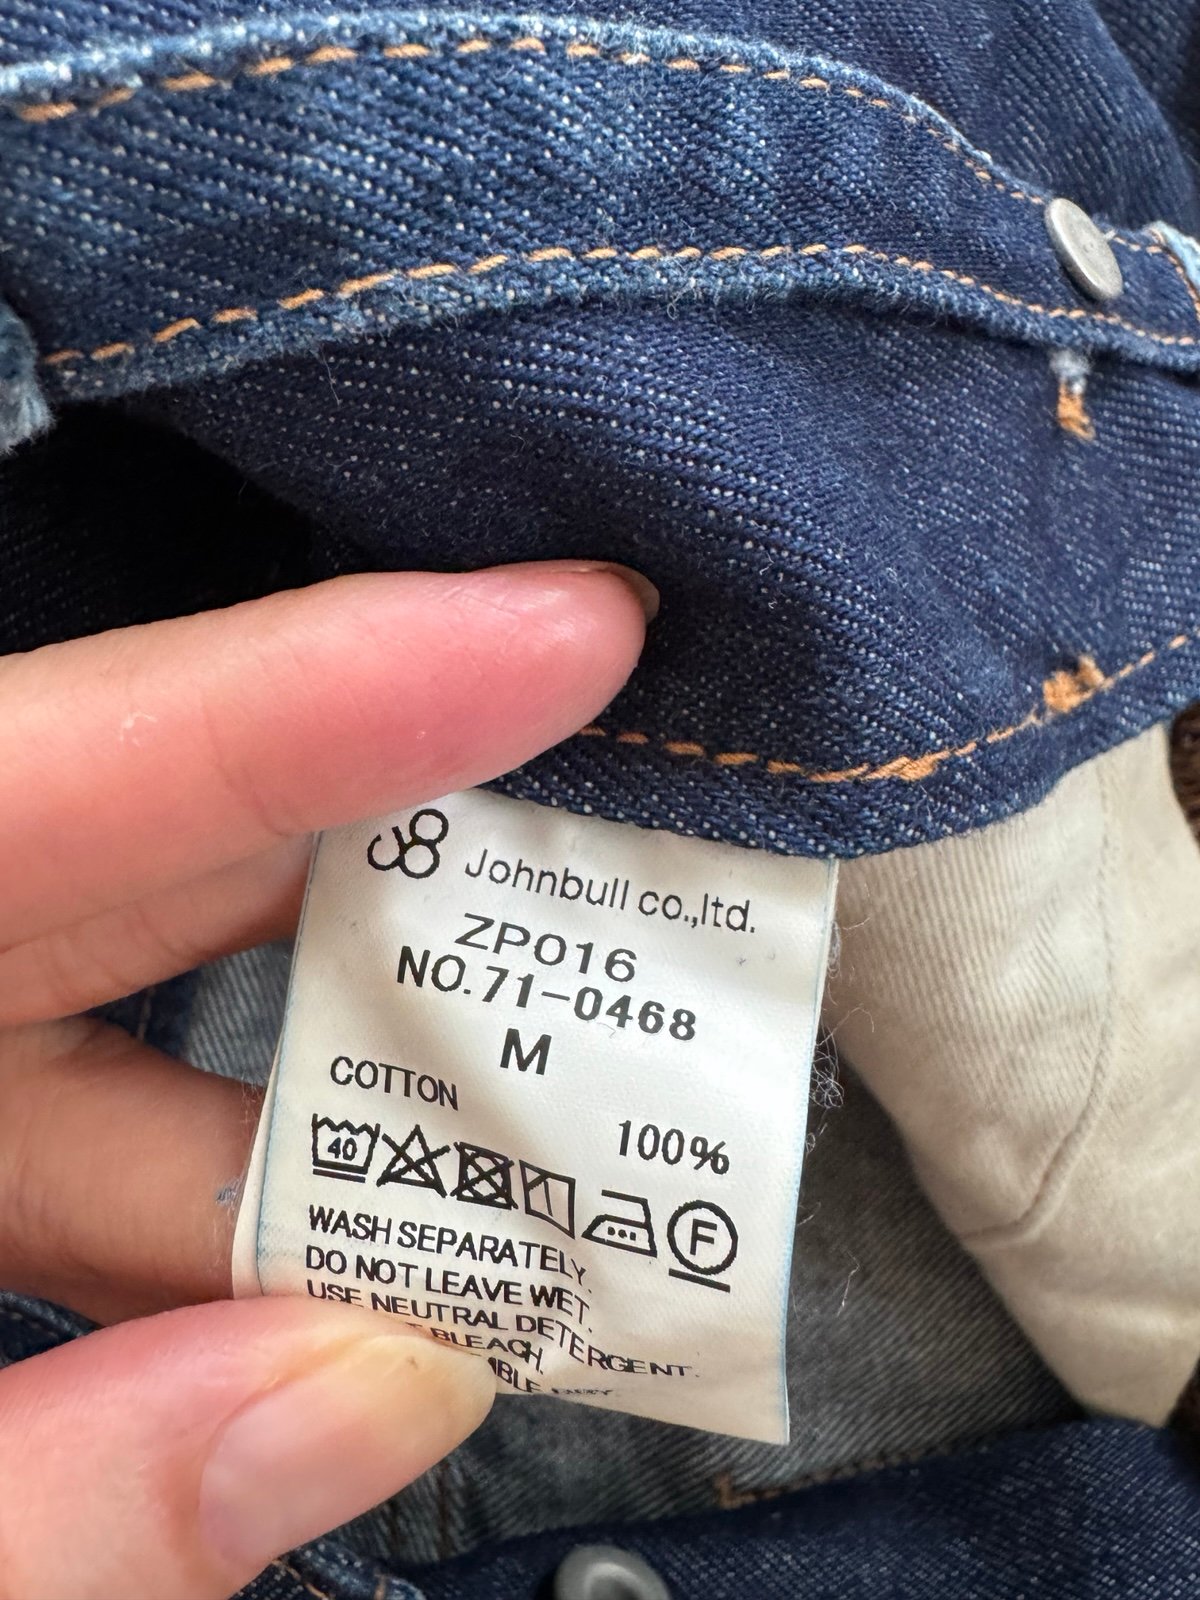 Johnbull co.,ltd.
ZP016
NO.71-0468
M
COTTON
100%
40
F
WASH SEPARATELY.
DO NOT LEAVE WET.
USE NEUTRAL DETERGENT.
BLEACH.